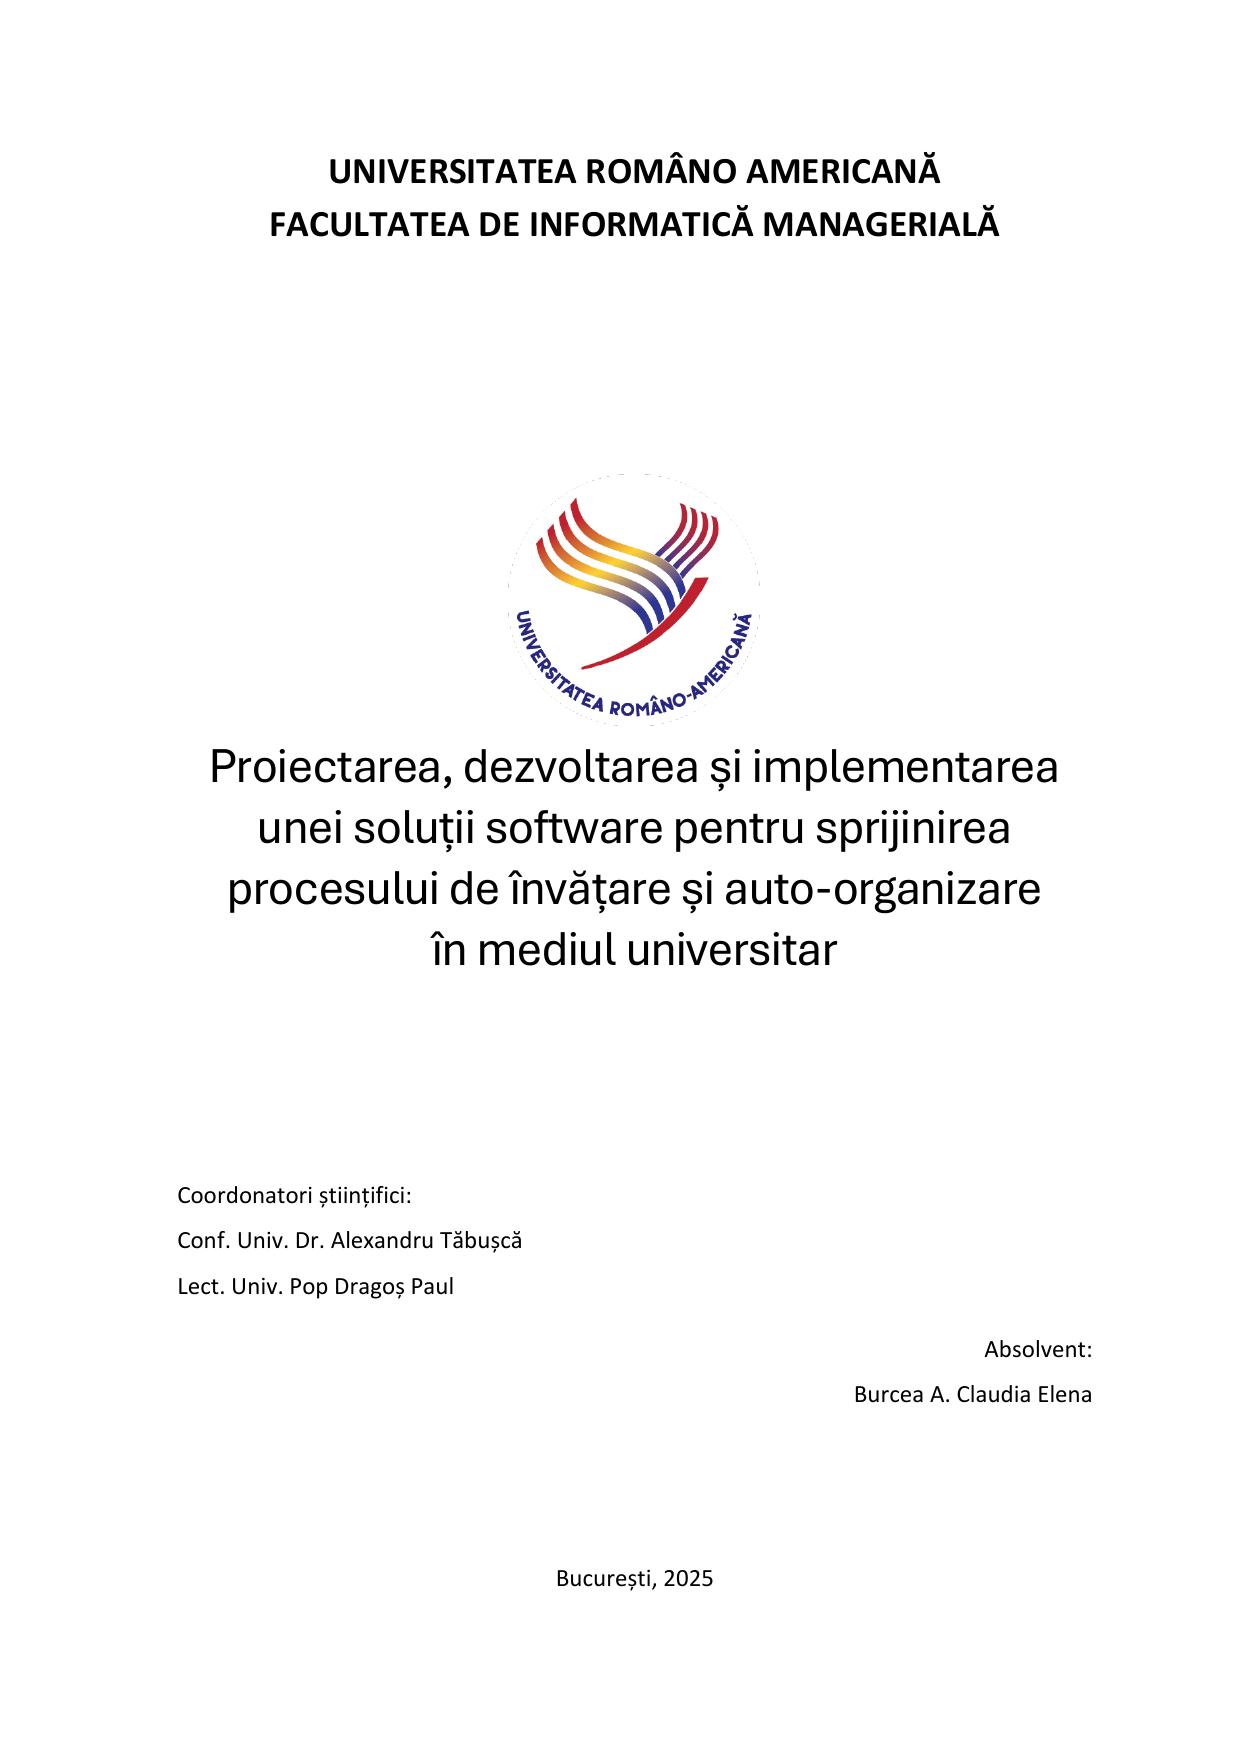 UNIVERSITATEA ROMÂNO AMERICANĂ
FACULTATEA DE INFORMATICĂ MANAGERIALĂ
UNIVERSITATEA ROMÂNO-AMERICANĂ
Proiectarea, dezvoltarea și implementarea
unei soluții software pentru sprijinirea
procesului de învățare și auto-organizare
în mediul universitar
Coordonatori științifici:
Conf. Univ. Dr. Alexandru Tăbușcă
Lect. Univ. Pop Dragoș Paul
Absolvent:
Burcea A. Claudia Elena
București, 2025